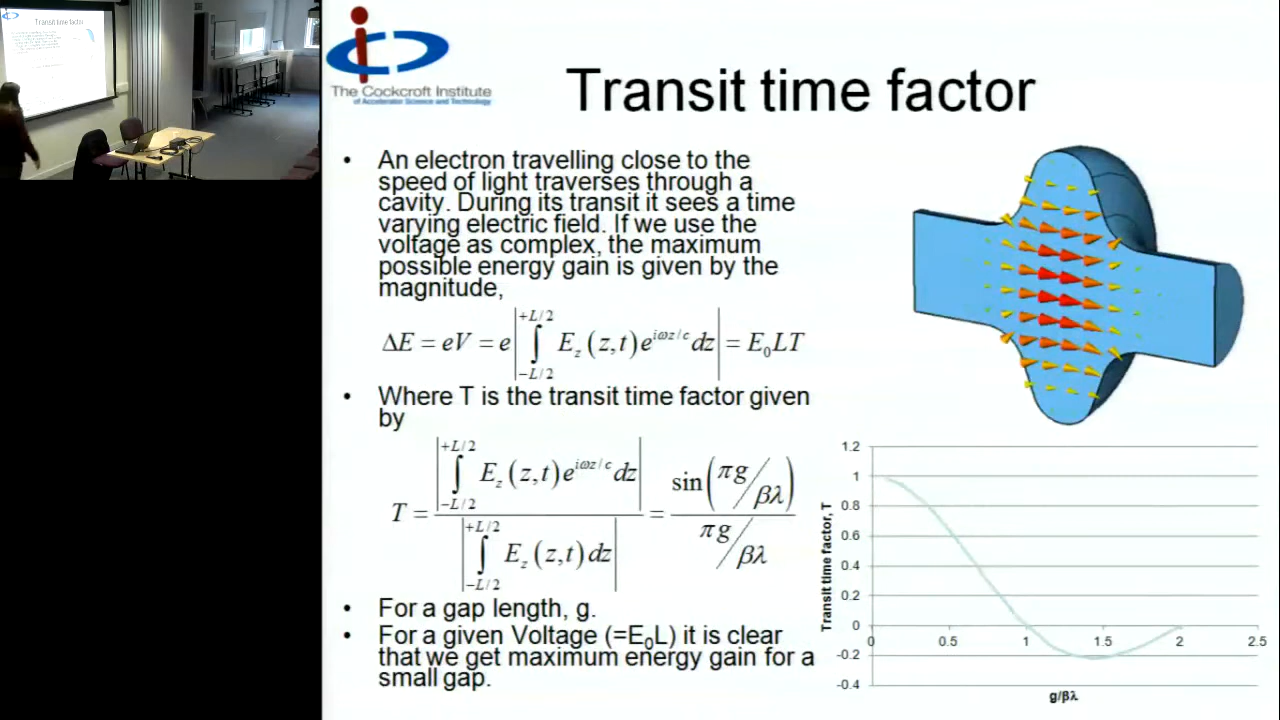 Transit time factor
The Cockcroft Institute
of Accelerator Science and Technology
Transit time factor
• An electron travelling close to the
speed of light traverses through a
cavity. During its transit it sees a time
varying electric field. If we use the
voltage as complex, the maximum
possible energy gain is given by the
magnitude,
ΔE = eV = e|∫_{-L/2}^{+L/2} E_z(z,t)e^{iωz/c} dz| = E₀LT
• Where T is the transit time factor given
by
T = |∫_{-L/2}^{+L/2} E_z(z,t)e^{iωz/c} dz| / |∫_{-L/2}^{+L/2} E_z(z,t)dz| = sin(πg/βλ) / (πg/βλ)
• For a gap length, g.
• For a given Voltage (=E₀L) it is clear
that we get maximum energy gain for a
small gap.
Transit time factor, T
1.2
1
0.8
0.6
0.4
0.2
0
-0.2
-0.4
0 0.5 1 1.5 2 2.5
g/βλ